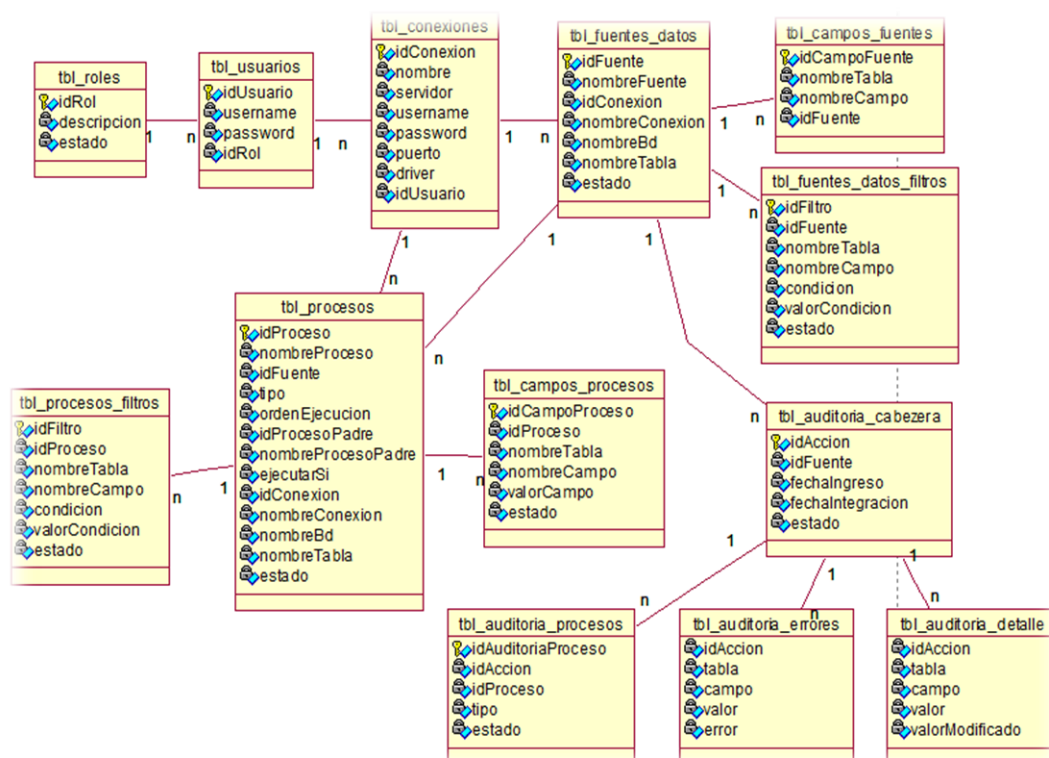 tbl_roles
idRol
descripcion
estado
1
n
tbl_usuarios
idUsuario
username
password
idRol
1
n
tbl_conexiones
idConexion
nombre
servidor
username
password
puerto
driver
idUsuario
1
n
1
n
tbl_fuentes_datos
idFuente
nombreFuente
idConexion
nombreConexion
nombreBd
nombreTabla
estado
1
n
1
n
1
n
1
n
tbl_campos_fuentes
idCampoFuente
nombreTabla
nombreCampo
idFuente
tbl_fuentes_datos_filtros
idFiltro
idFuente
nombreTabla
nombreCampo
condicion
valorCondicion
estado
tbl_procesos_filtros
idFiltro
idProceso
nombreTabla
nombreCampo
condicion
valorCondicion
estado
n
1
tbl_procesos
idProceso
nombreProceso
idFuente
tipo
ordenEjecucion
idProcesoPadre
nombreProcesoPadre
ejecutarSi
idConexion
nombreConexion
nombreBd
nombreTabla
estado
1
n
tbl_campos_procesos
idCampoProceso
idProceso
nombreTabla
nombreCampo
valorCampo
estado
tbl_auditoria_cabezera
idAccion
idFuente
fechaIngreso
fechaIntegracion
estado
1
n
1
n
1
n
tbl_auditoria_procesos
idAuditoriaProceso
idAccion
idProceso
tipo
estado
tbl_auditoria_errores
idAccion
tabla
campo
valor
error
tbl_auditoria_detalle
idAccion
tabla
campo
valor
valorModificado